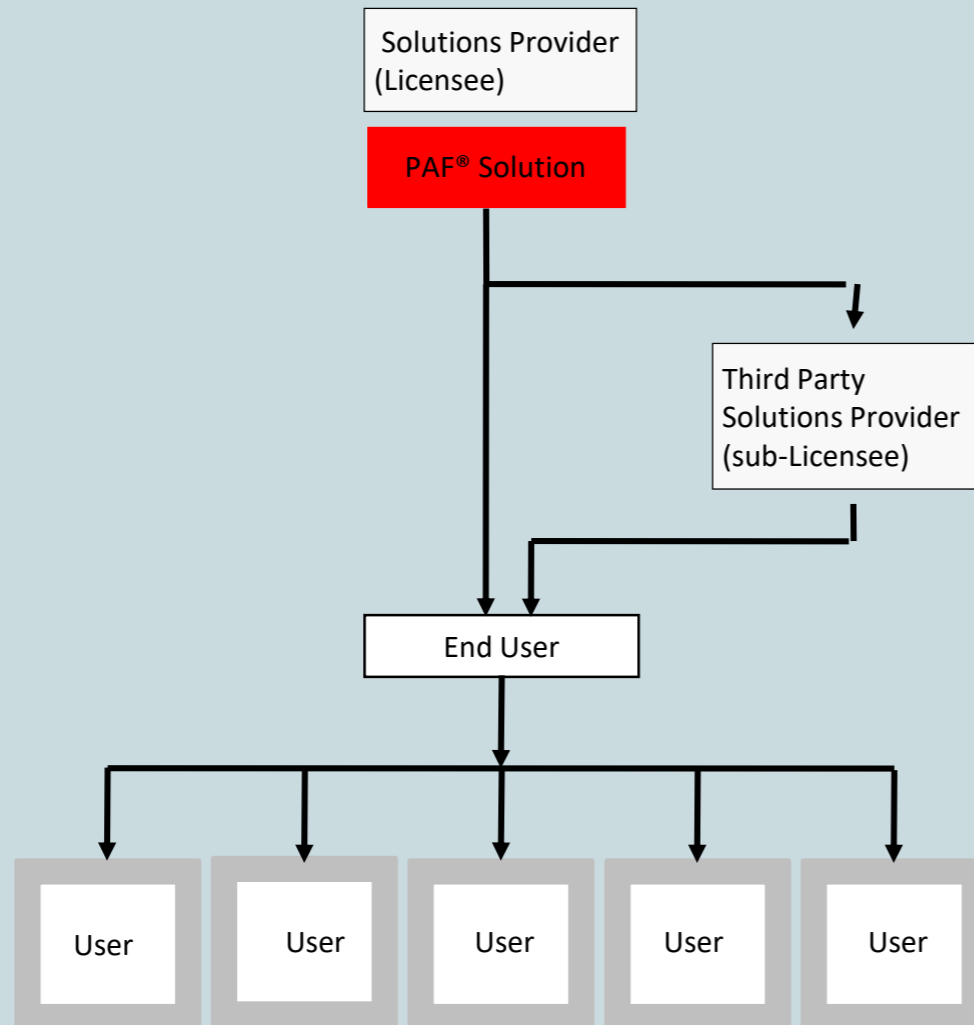 Solutions Provider
(Licensee)
PAF® Solution
Third Party
Solutions Provider
(sub-Licensee)
End User
User
User
User
User
User